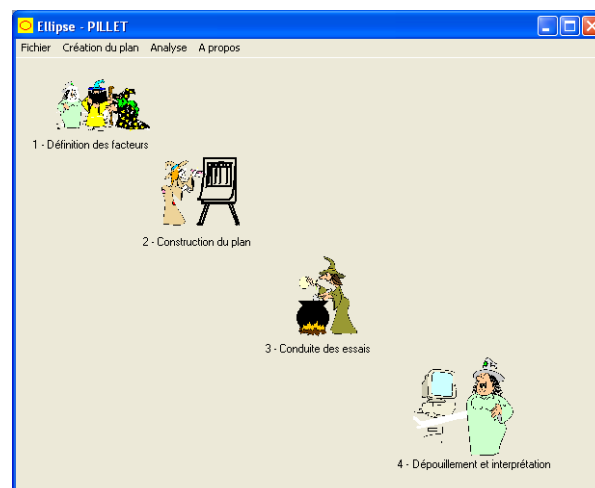 Ellipse - PILLET
Fichier Création du plan Analyse A propos
1 - Définition des facteurs
2 - Construction du plan
3 - Conduite des essais
4 - Dépouillement et interprétation